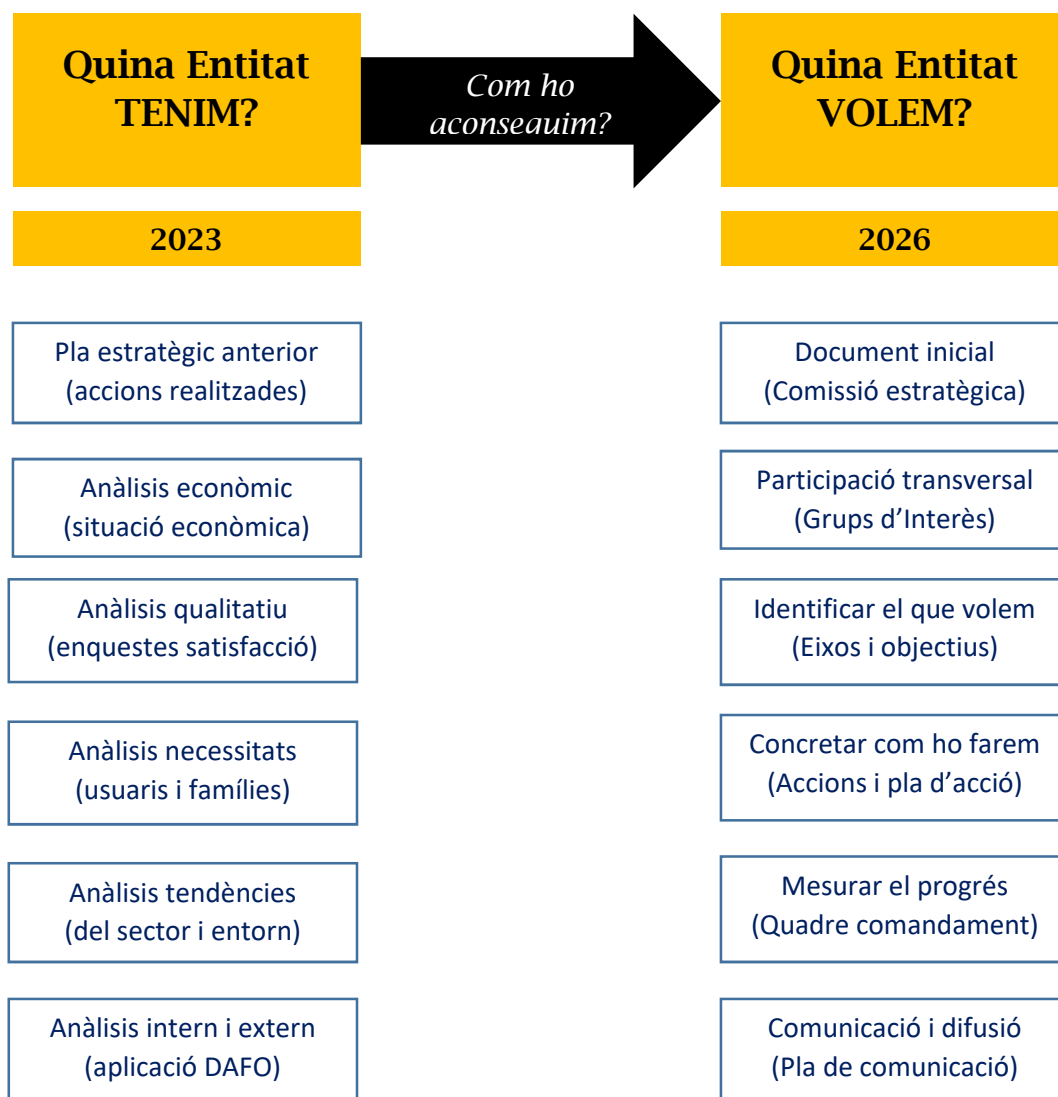 Quina Entitat
TENIM?
Com ho
aconseauim?
Quina Entitat
VOLEM?
2023
2026
Pla estratègic anterior
(accions realitzades)
Document inicial
(Comissió estratègica)
Anàlisis econòmic
(situació econòmica)
Participació transversal
(Grups d’Interès)
Anàlisis qualitatiu
(enquestes satisfacció)
Identificar el que volem
(Eixos i objectius)
Anàlisis necessitats
(usuaris i famílies)
Concretar com ho farem
(Accions i pla d’acció)
Anàlisis tendències
(del sector i entorn)
Mesurar el progrés
(Quadre comandament)
Anàlisis intern i extern
(aplicació DAFO)
Comunicació i difusió
(Pla de comunicació)